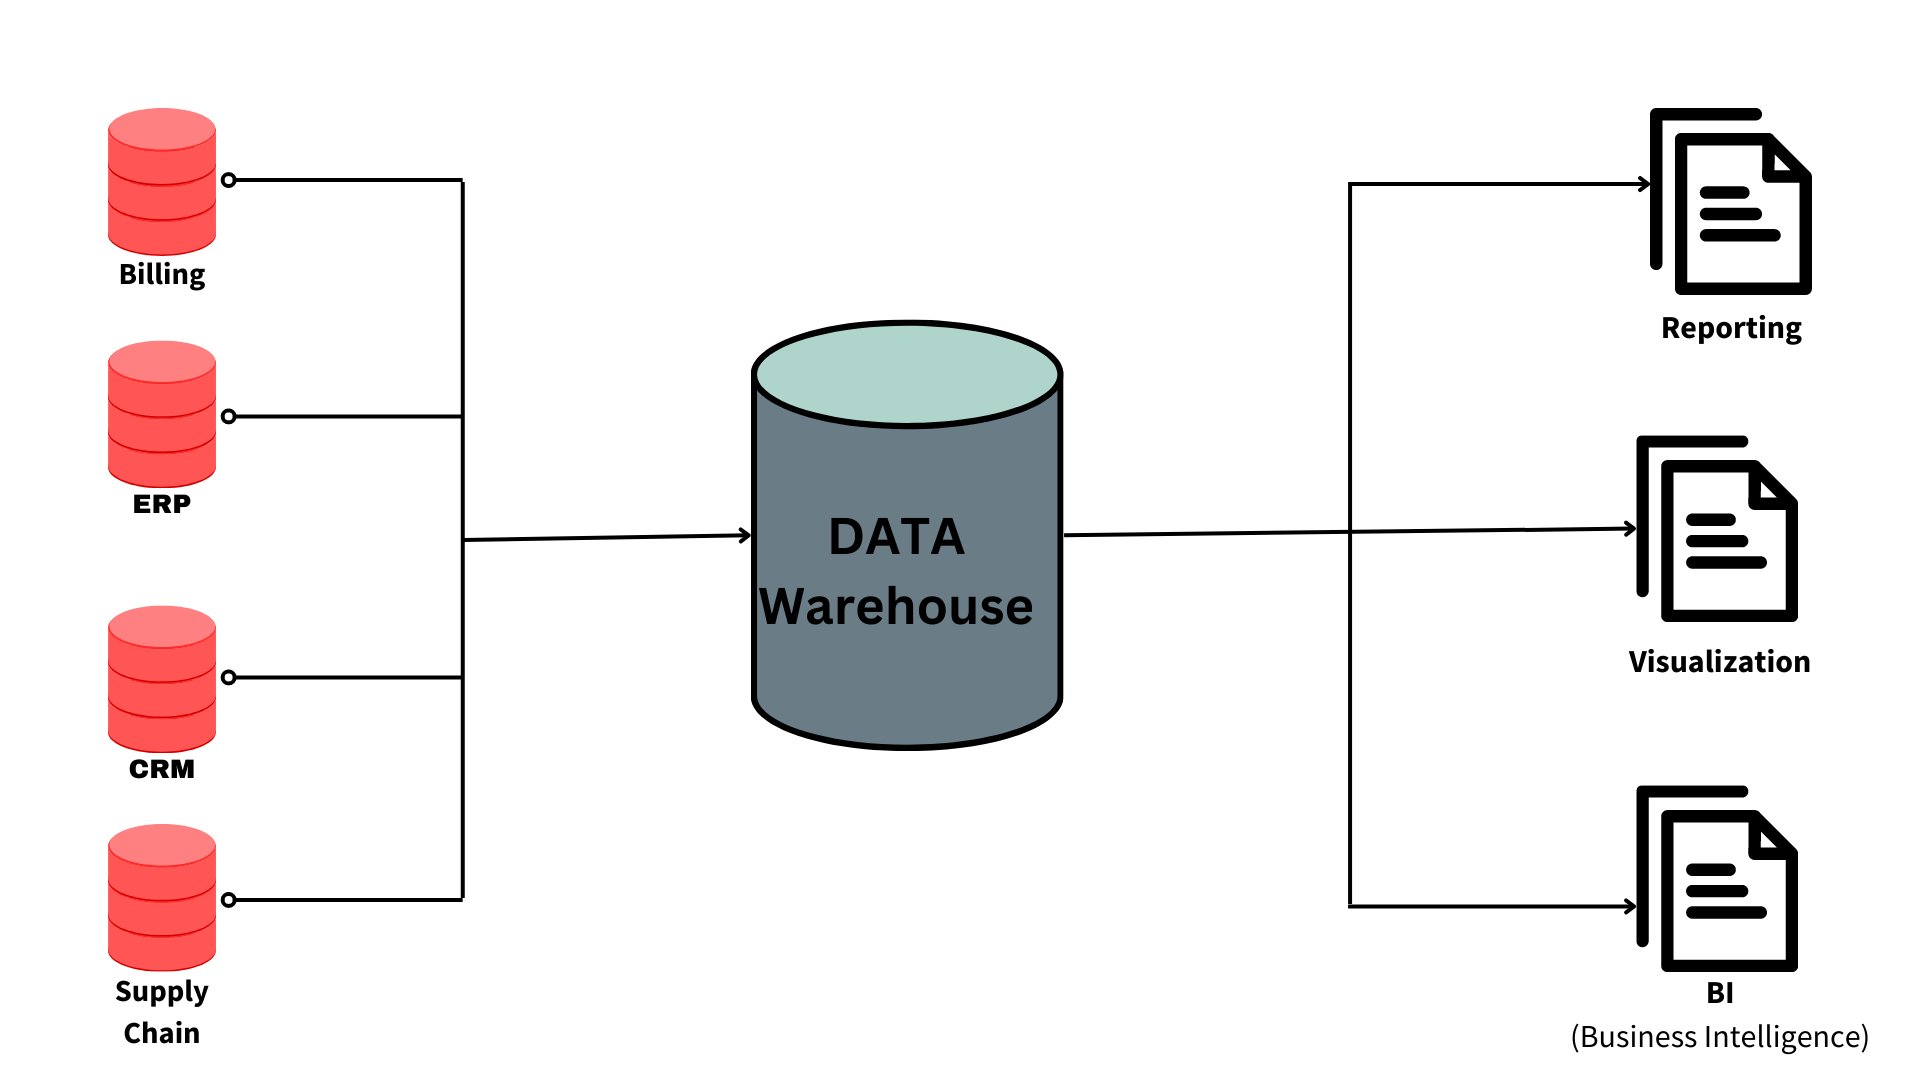 Billing
ERP
CRM
Supply
Chain
DATA
Warehouse
Reporting
Visualization
BI
(Business Intelligence)